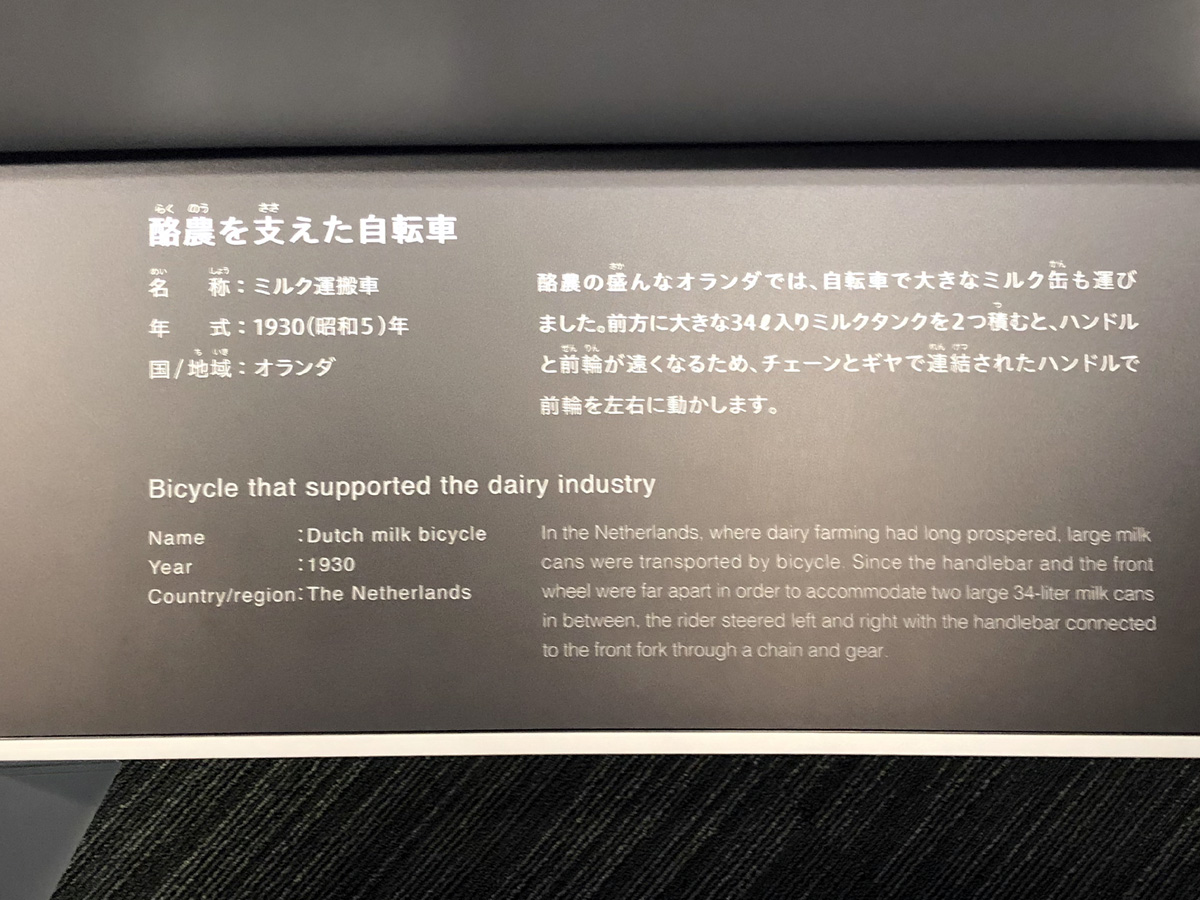 酪農を支えた自転車
名　　称：ミルク運搬車
年　　式：1930(昭和5)年
国/地域：オランダ
酪農の盛んなオランダでは、自転車で大きなミルク缶も運び
ました。前方に大きな34ℓ入りミルクタンクを2つ積むと、ハンドル
と前輪が遠くなるため、チェーンとギヤで連結されたハンドルで
前輪を左右に動かします。
Bicycle that supported the dairy industry
Name :Dutch milk bicycle
Year :1930
Country/region:The Netherlands
In the Netherlands, where dairy farming had long prospered, large milk
cans were transported by bicycle. Since the handlebar and the front
wheel were far apart in order to accommodate two large 34-liter milk cans
in between, the rider steered left and right with the handlebar connected
to the front fork through a chain and gear.